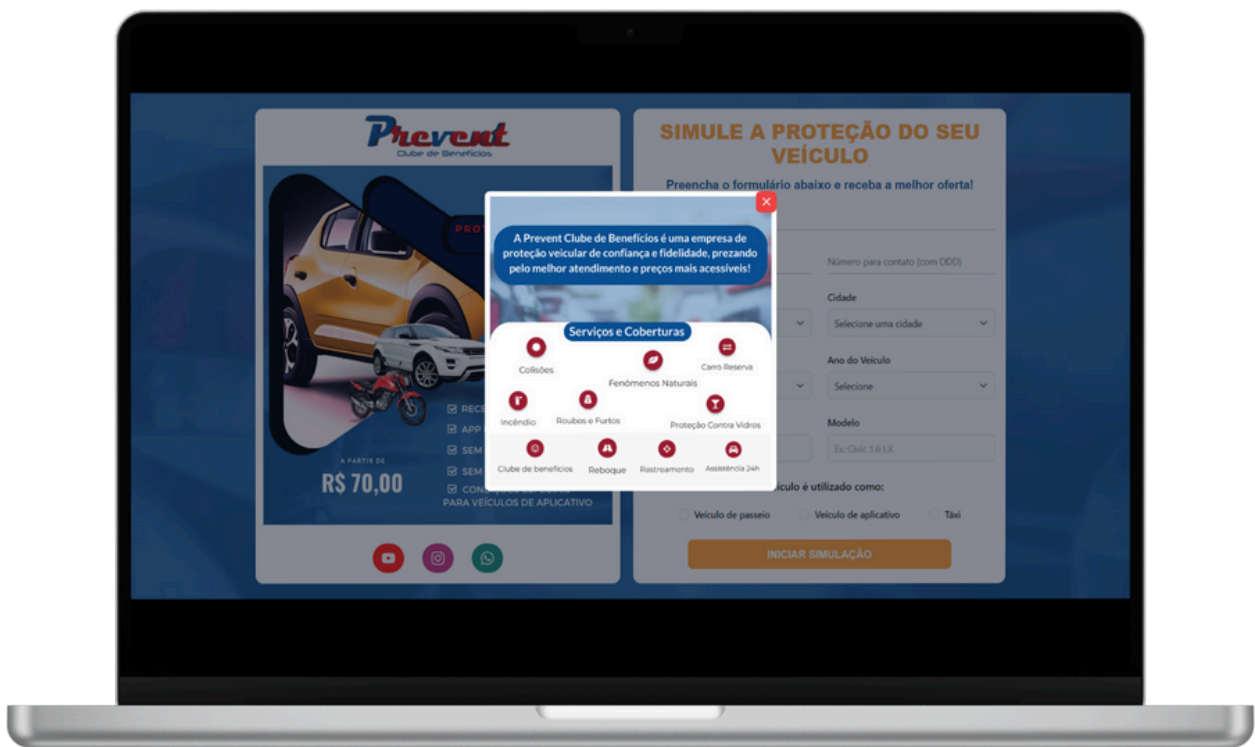 Prevent
Clube de Benefícios
A PARTIR DE
R$ 70,00
PARA VEÍCULOS DE APLICATIVO
A Prevent Clube de Benefícios é uma empresa de
proteção veicular de confiança e fidelidade, prezando
pelo melhor atendimento e preços mais acessíveis!
Serviços e Coberturas
Colisões
Fenômenos Naturais
Carro Reserva
Incêndio
Roubos e Furtos
Proteção Contra Vidros
Clube de benefícios
Reboque
Rastreamento
Assistência 24h
SIMULE A PROTEÇÃO DO SEU
VEÍCULO
Preencha o formulário abaixo e receba a melhor oferta!
Número para contato (com DDD)
Cidade
Selecione uma cidade
Ano do Veículo
Selecione
Modelo
Ex: Civic 1.6 LX
é utilizado como:
Veículo de passeio
Veículo de aplicativo
Táxi
INICIAR SIMULAÇÃO